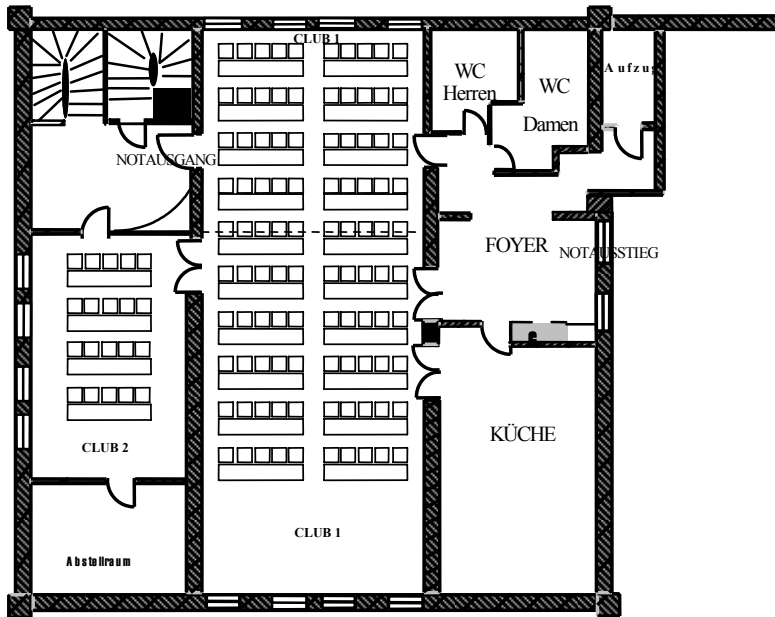 CLUB 1
WC
Herren
WC
Damen
Aufzug
NOTAUSGANG
FOYER
NOTAUSSTIEG
KÜCHE
CLUB 2
CLUB 1
Abstellraum